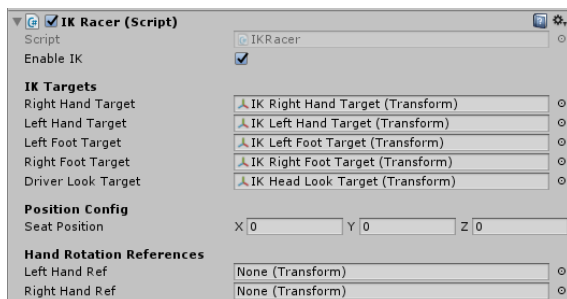 IK Racer (Script)
Script IKRacer
Enable IK
IK Targets
Right Hand Target IK Right Hand Target (Transform)
Left Hand Target IK Left Hand Target (Transform)
Left Foot Target IK Left Foot Target (Transform)
Right Foot Target IK Right Foot Target (Transform)
Driver Look Target IK Head Look Target (Transform)
Position Config
Seat Position X 0 Y 0 Z 0
Hand Rotation References
Left Hand Ref None (Transform)
Right Hand Ref None (Transform)